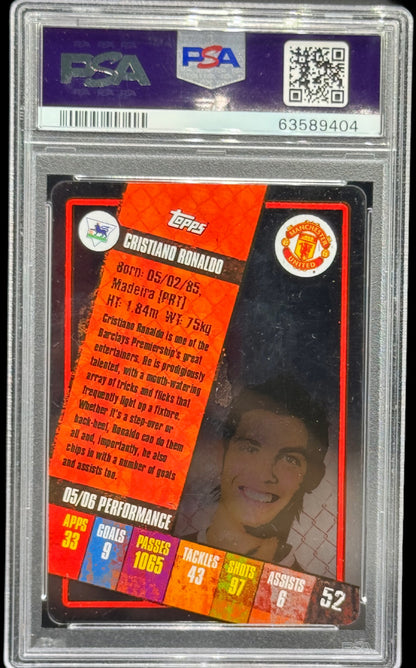 PSA
PSA
63589404
Topps
MANCHESTER
UNITED
CRISTIANO RONALDO
Born: 05/02/85,
Madeira (PRT)
HT: 1.84m WT: 75kg
Cristiano Ronaldo is one of the
Barclays Premiership's great
entertainers. He is prodigiously
talented, with a mouth-watering
array of tricks and flicks that
frequently light up a fixture.
Whether it's a step-over or
back-heel, Ronaldo can do them
all and, importantly, he also
chips in with a number of goals
and assists too.
05/06 PERFORMANCE
APPS
33
GOALS
9
PASSES
1065
TACKLES
43
SHOTS
97
ASSISTS
6
52